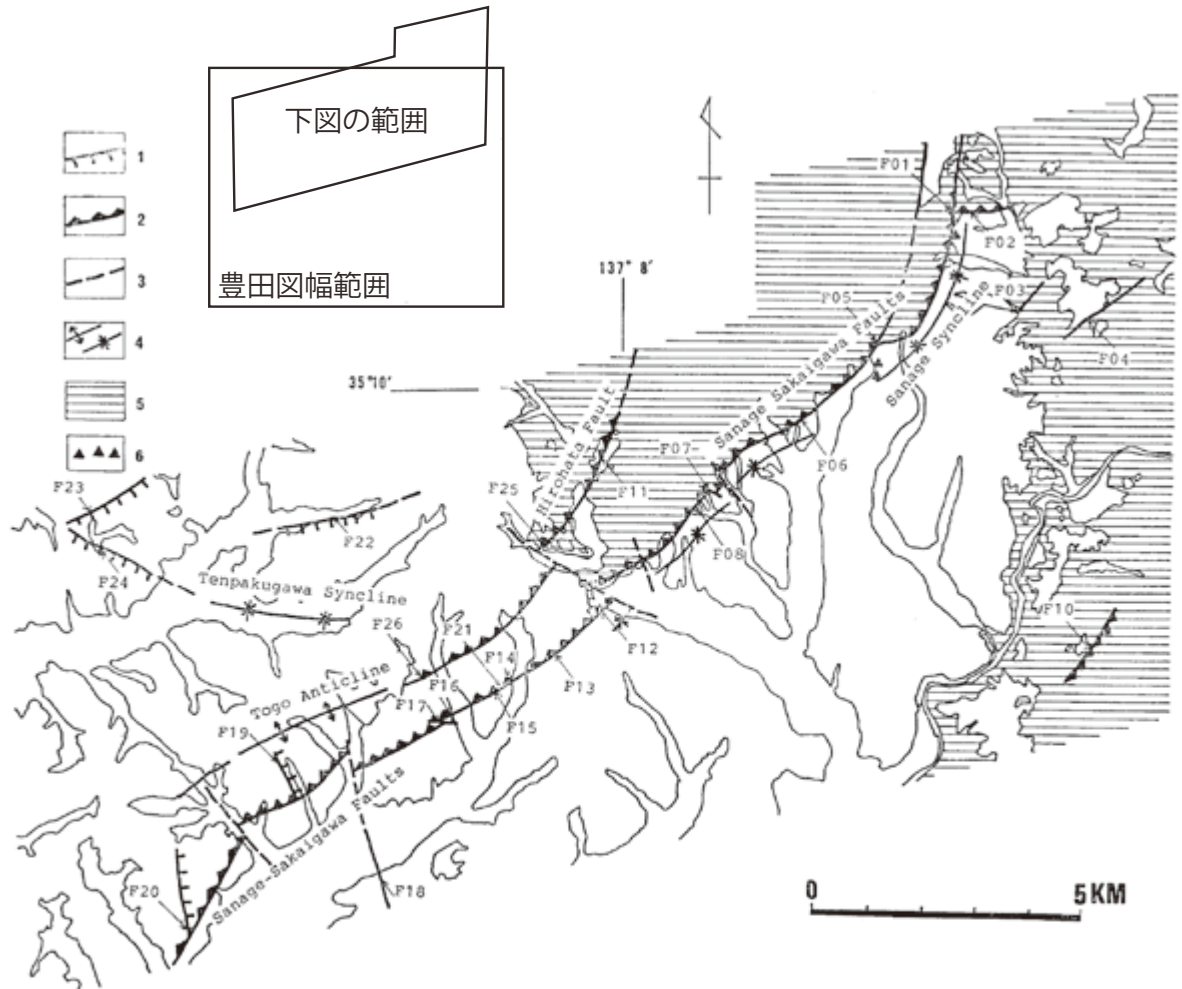 下図の範囲
豊田図幅範囲
1
2
3
4
5
6
137° 8′
35°10′
F01
F02
F03
F04
F05
Sanage Sakaigawa Faults
Sanage Syncline
F06
F07
F08
Hirohata Fault
F11
F25
F23
F22
F24
Tenpakugawa Syncline
F10
F26
F21
F14
F12
F13
F16
F17
F15
Togo Anticline
F19
Sanage-Sakaigawa Faults
F20
F18
0
5 KM